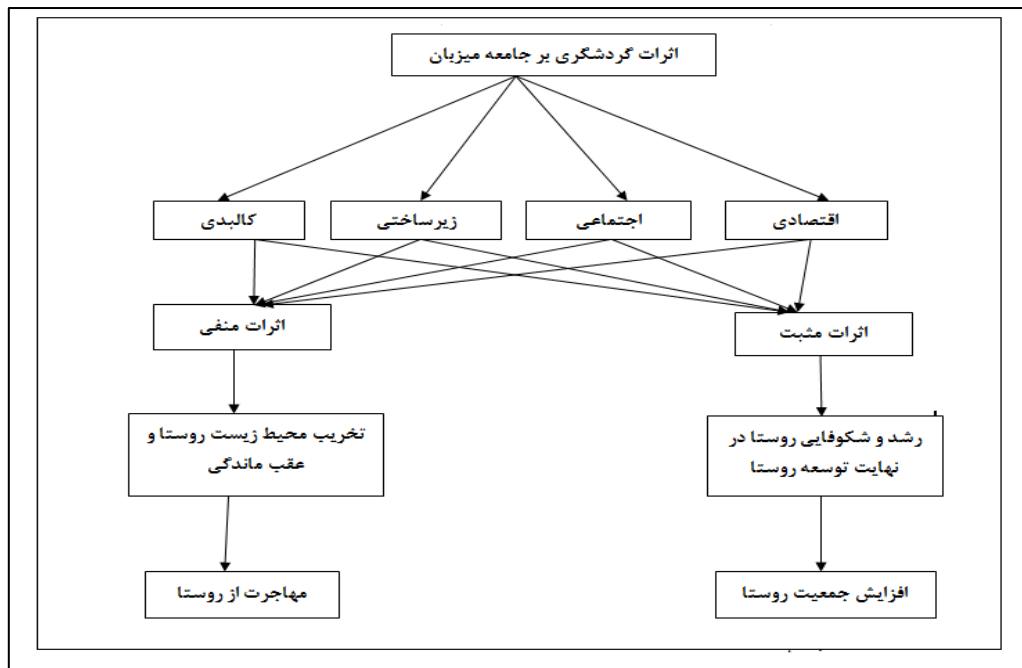 اثرات گردشگری بر جامعه میزبان
اقتصادی
اجتماعی
زیرساختی
کالبدی
اثرات مثبت
اثرات منفی
رشد و شکوفایی روستا در
نهایت توسعه روستا
تخریب محیط زیست روستا و
عقب ماندگی
افزایش جمعیت روستا
مهاجرت از روستا